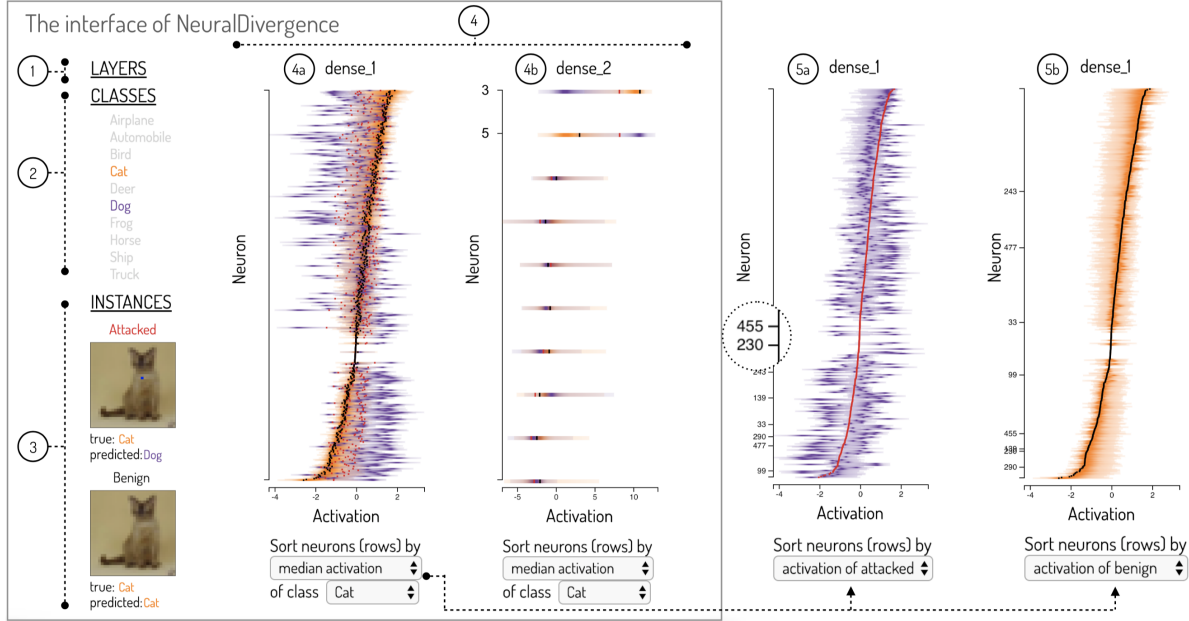 The interface of NeuralDivergence
4
1
LAYERS
2
CLASSES
Airplane
Automobile
Bird
Cat
Deer
Dog
Frog
Horse
Ship
Truck
3
INSTANCES
Attacked
true: Cat
predicted:Dog
Benign
true: Cat
predicted:Cat
4a dense_1
Neuron
-4 -2 0 2
Activation
Sort neurons (rows) by
median activation
of class Cat
4b dense_2
3
5
Neuron
-5 0 5 10
Activation
Sort neurons (rows) by
median activation
of class Cat
5a dense_1
Neuron
455
230
243
139
33
290
477
99
-4 -2 0 2
Activation
Sort neurons (rows) by
activation of attacked
5b dense_1
Neuron
243
477
33
99
455
290
-4 -2 0 2
Activation
Sort neurons (rows) by
activation of benign